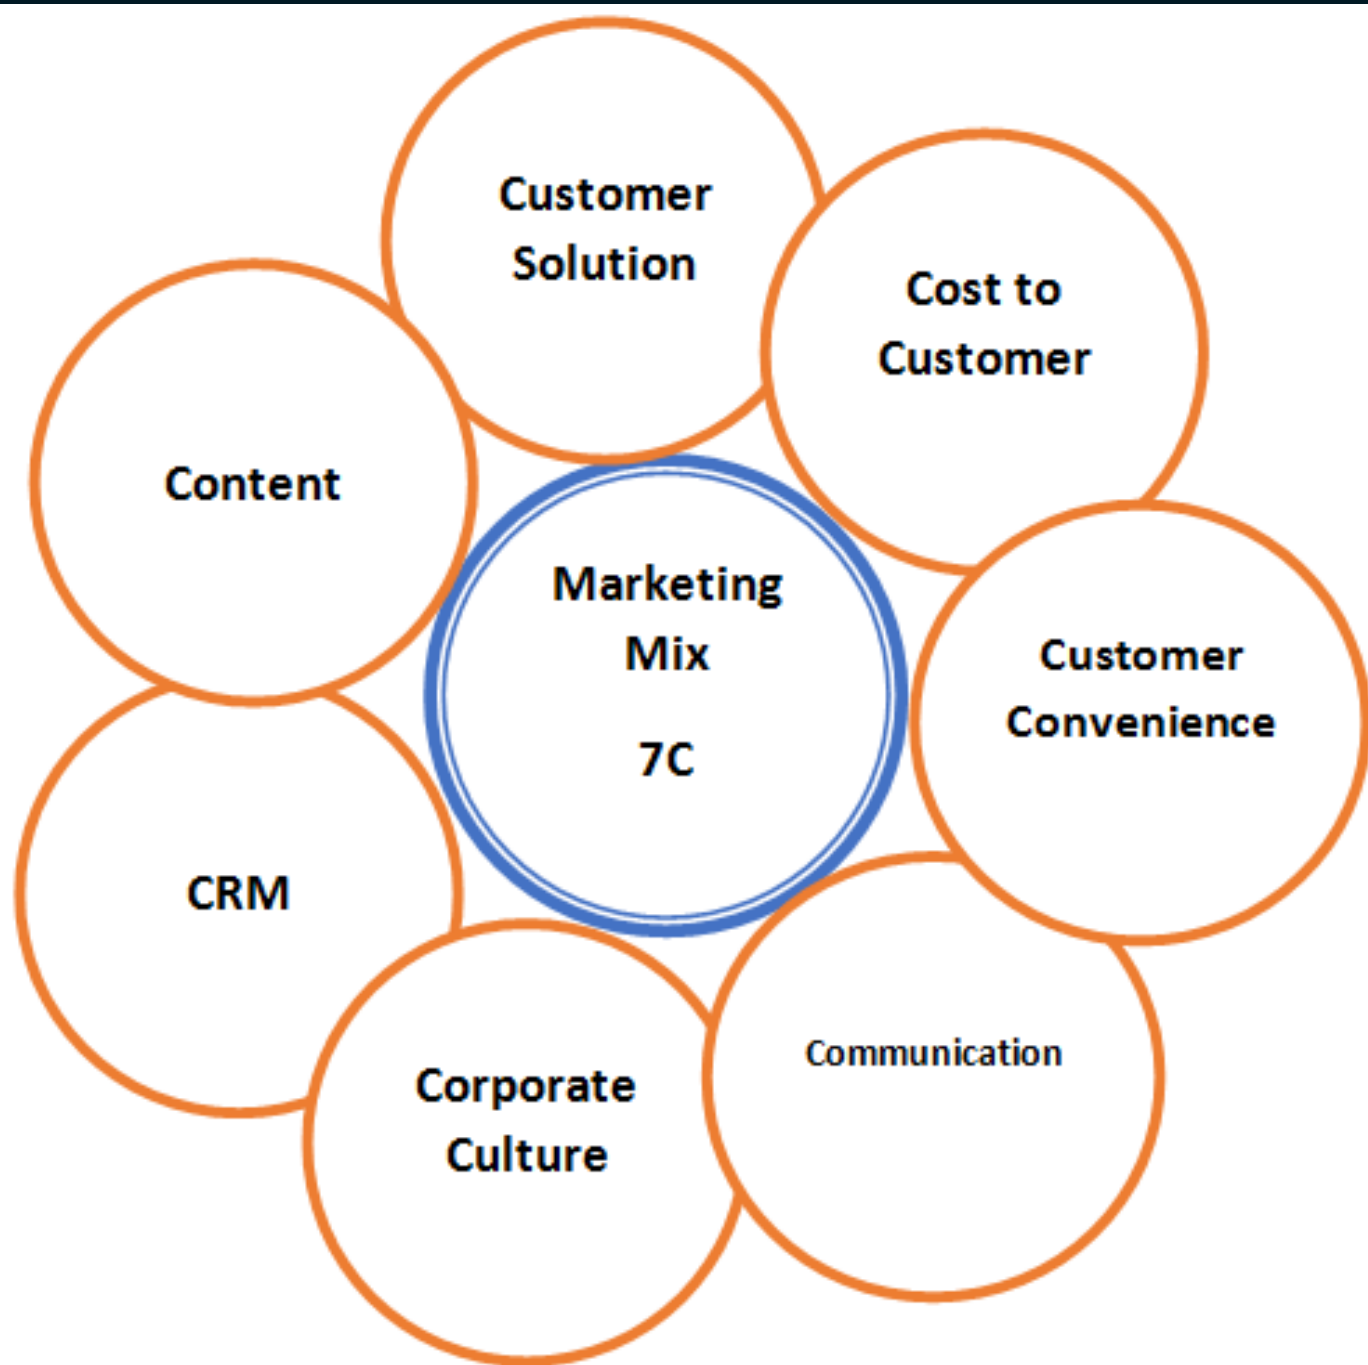 Customer
Solution
Cost to
Customer
Content
Marketing
Mix
7C
Customer
Convenience
CRM
Communication
Corporate
Culture